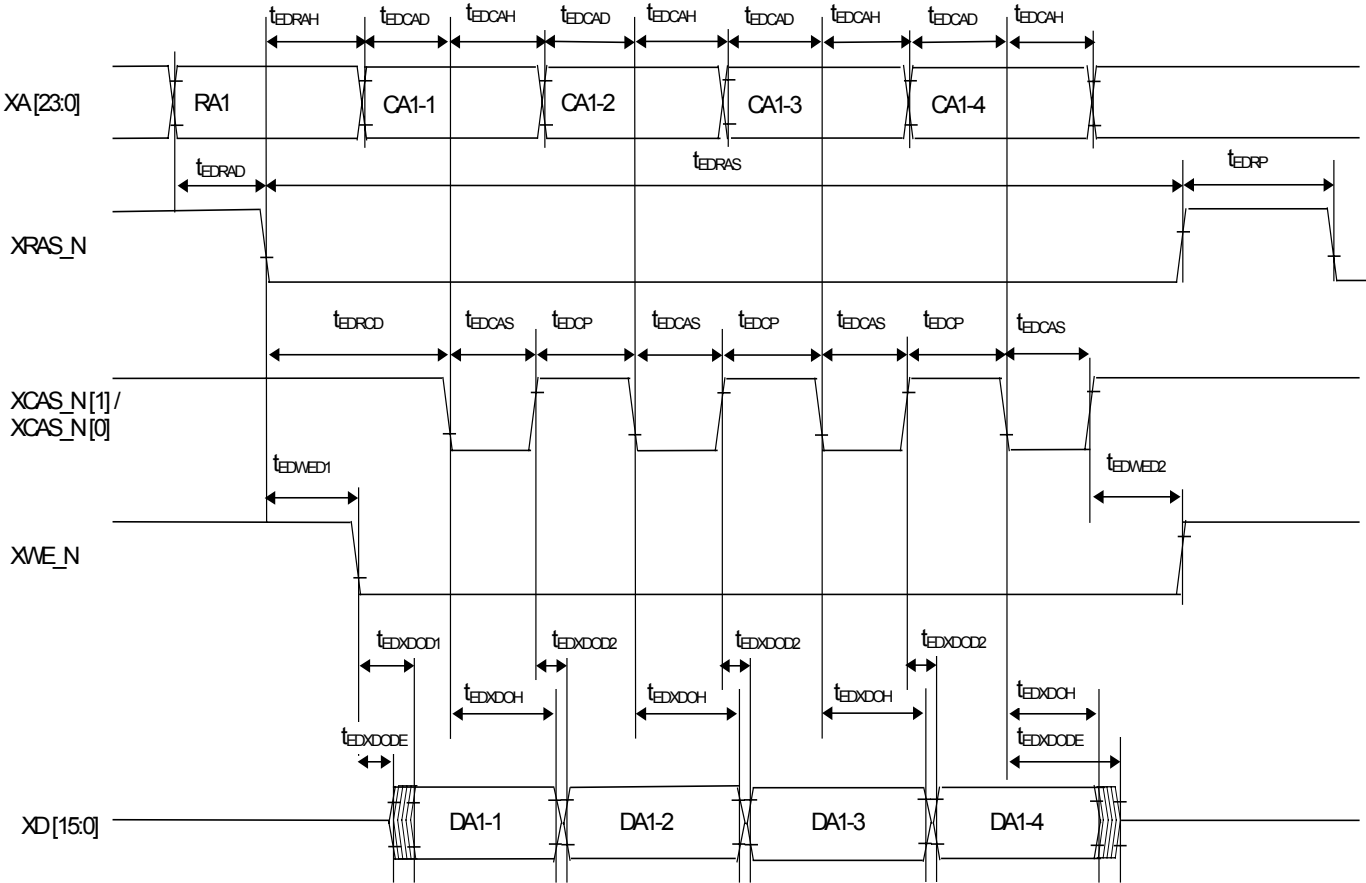 tEDRAH tEDCAD tEDCAH tEDCAD tEDCAH tEDCAD tEDCAH tEDCAD tEDCAH
XA [23:0] RA1 CA1-1 CA1-2 CA1-3 CA1-4
tEDRAD tEDRAS tEDRP
XRAS_N
tEDRCD tEDCAS tEDCP tEDCAS tEDCP tEDCAS tEDCP tEDCAS
XCAS_N [1] /
XCAS_N [0]
tEDWED1 tEDWED2
XWE_N
tEDXDOD1 tEDXDOD2 tEDXDOD2 tEDXDOD2
tEDXDOH tEDXDOH tEDXDOH tEDXDOH
tEDXDODE tEDXDODE
XD [15:0] DA1-1 DA1-2 DA1-3 DA1-4